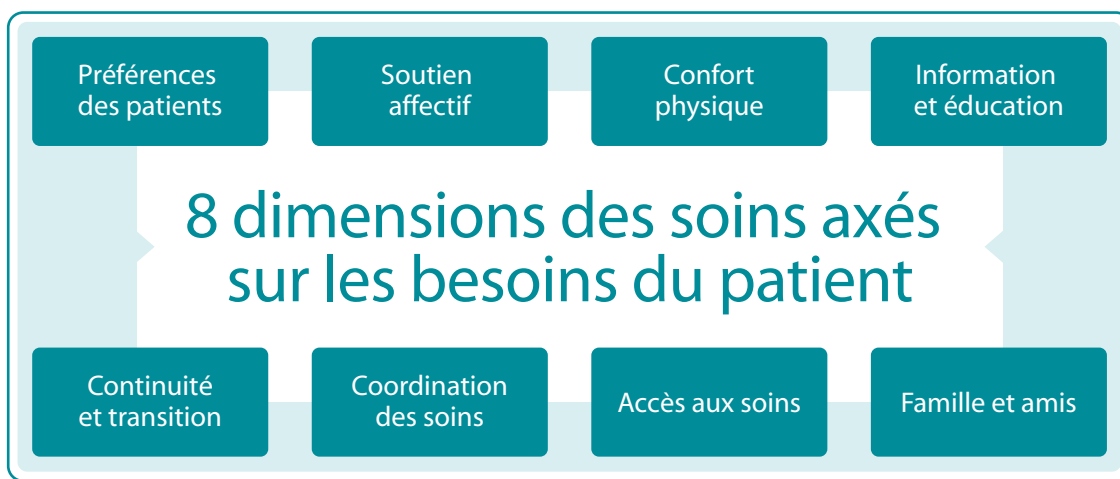 Préférences
des patients
Soutien
affectif
Confort
physique
Information
et éducation
8 dimensions des soins axés
sur les besoins du patient
Continuité
et transition
Coordination
des soins
Accès aux soins
Famille et amis